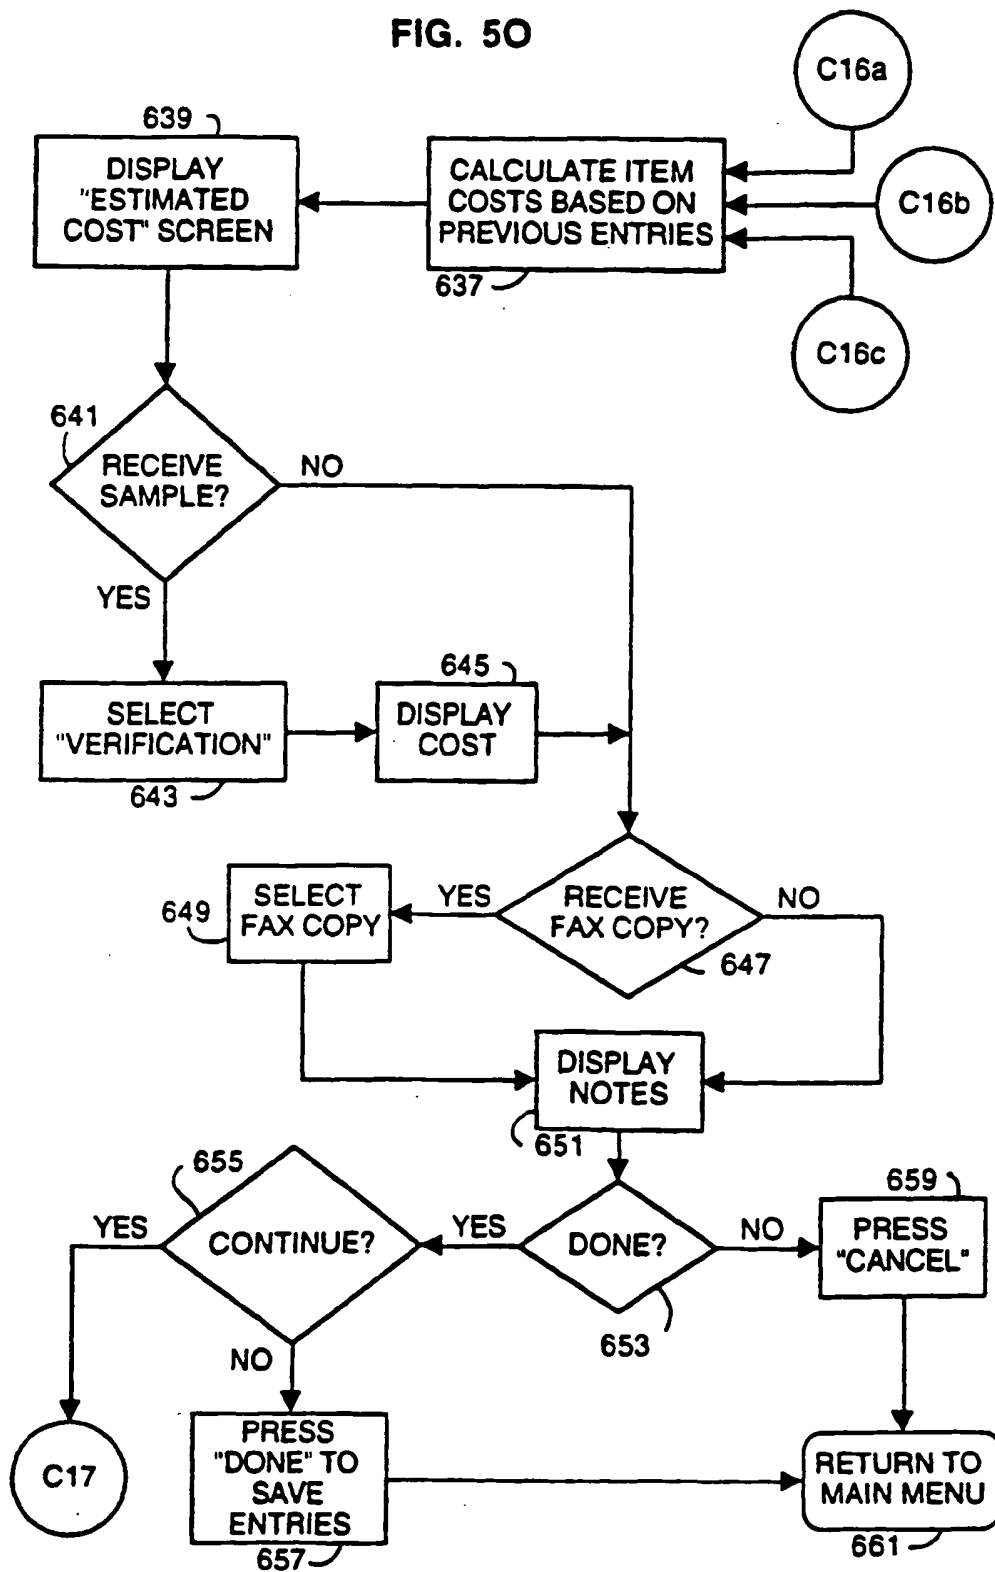 FIG. 5O
C16a
639
DISPLAY
"ESTIMATED
COST" SCREEN
CALCULATE ITEM
COSTS BASED ON
PREVIOUS ENTRIES
637
C16b
C16c
641
RECEIVE
SAMPLE?
NO
YES
SELECT
"VERIFICATION"
643
645
DISPLAY
COST
649
SELECT
FAX COPY
YES
RECEIVE
FAX COPY?
NO
647
DISPLAY
NOTES
651
655
YES
CONTINUE?
YES
DONE?
NO
653
659
PRESS
"CANCEL"
NO
C17
PRESS
"DONE" TO
SAVE
ENTRIES
657
RETURN TO
MAIN MENU
661